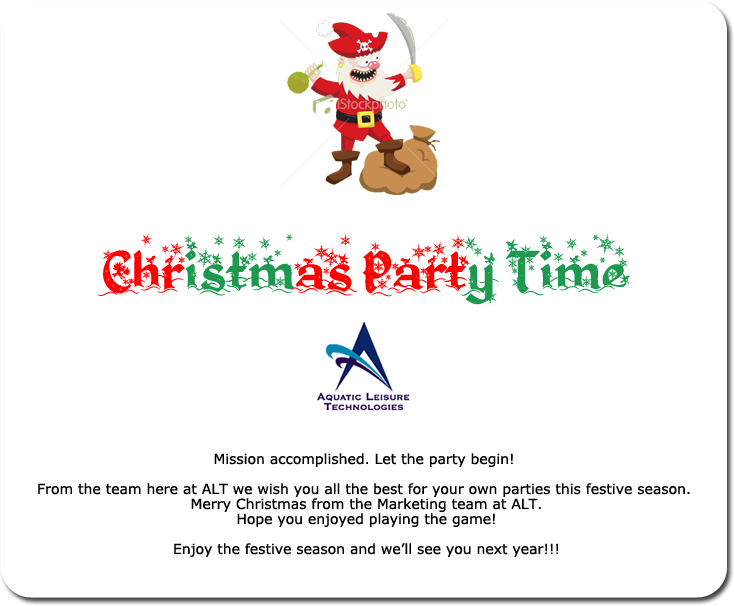 iStockphoto
Christmas Party Time
Aquatic Leisure
Technologies
Mission accomplished. Let the party begin!
From the team here at ALT we wish you all the best for your own parties this festive season.
Merry Christmas from the Marketing team at ALT.
Hope you enjoyed playing the game!
Enjoy the festive season and we'll see you next year!!!